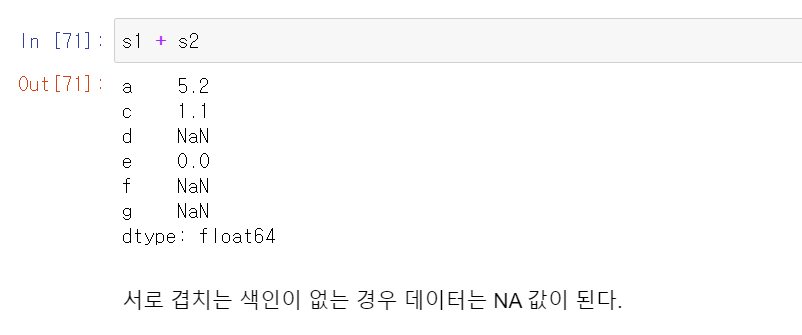 In [71]: s1 + s2
Out[71]: a 5.2
c 1.1
d NaN
e 0.0
f NaN
g NaN
dtype: float64
서로 겹치는 색인이 없는 경우 데이터는 NA 값이 된다.